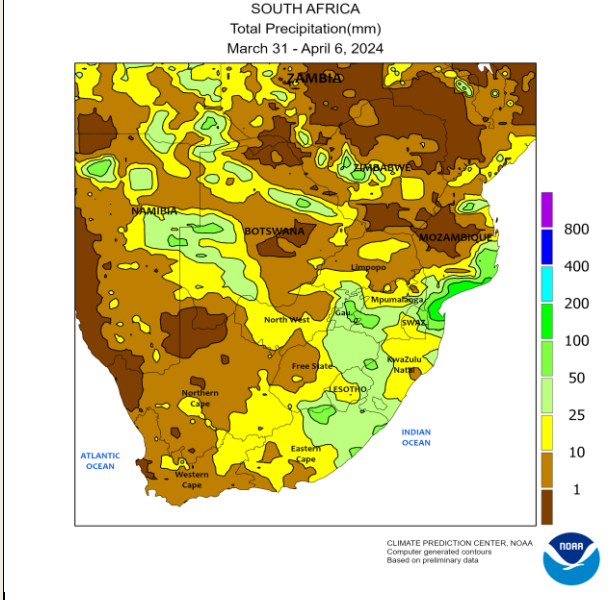 SOUTH AFRICA
Total Precipitation(mm)
March 31 - April 6, 2024
ZAMBIA
ZIMBABWE
NAMIBIA
BOTSWANA
MOZAMBIQUE
Limpopo
Mpumalanga
Gau.
North West
SWAZ.
KwaZulu
Natal
Free State
LESOTHO
Northern
Cape
Eastern
Cape
Western
Cape
ATLANTIC
OCEAN
INDIAN
OCEAN
800
400
200
100
50
25
10
1
CLIMATE PREDICTION CENTER, NOAA
Computer generated contours
Based on preliminary data
NOAA